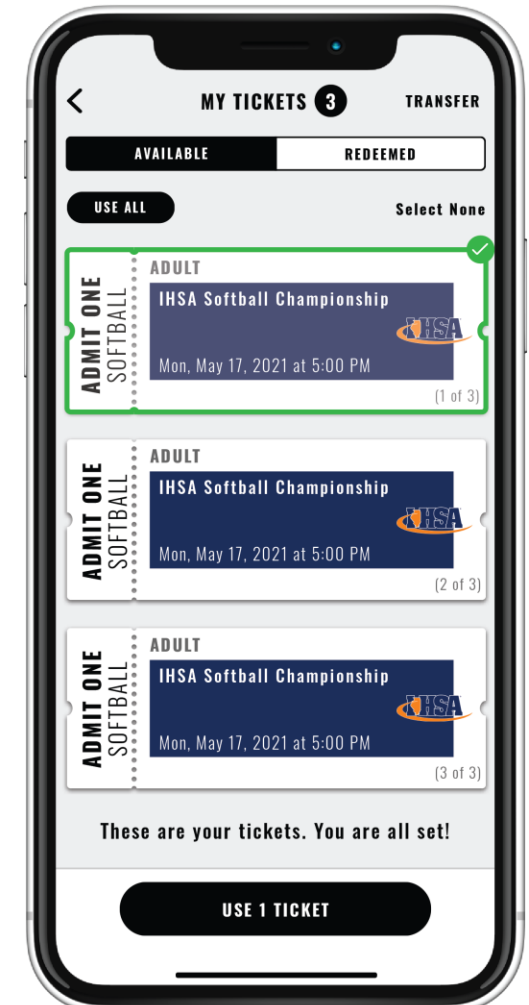 MY TICKETS 3
TRANSFER
AVAILABLE
REDEEMED
USE ALL
Select None
ADMIT ONE
SOFTBALL
ADULT
IHSA Softball Championship
IHSA
Mon, May 17, 2021 at 5:00 PM
(1 of 3)
ADMIT ONE
SOFTBALL
ADULT
IHSA Softball Championship
IHSA
Mon, May 17, 2021 at 5:00 PM
(2 of 3)
ADMIT ONE
SOFTBALL
ADULT
IHSA Softball Championship
IHSA
Mon, May 17, 2021 at 5:00 PM
(3 of 3)
These are your tickets. You are all set!
USE 1 TICKET